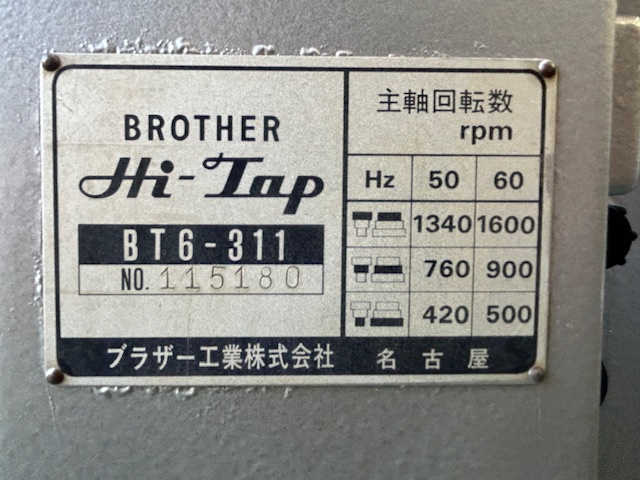 BROTHER
Hi-Tap
BT6-311
NO. 115180
主軸回転数
rpm
Hz 50 60
1340 1600
760 900
420 500
ブラザー工業株式会社 名古屋